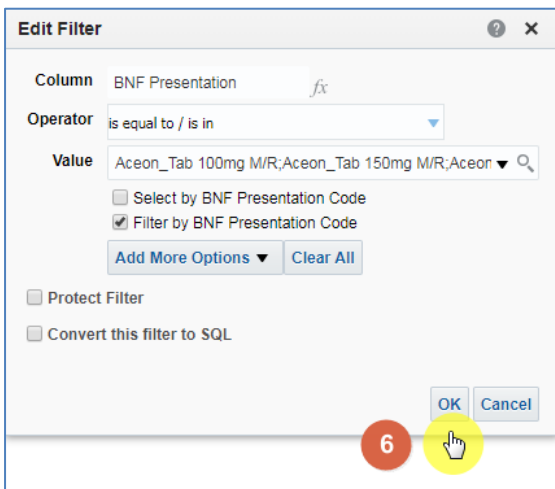 Edit Filter
Column BNF Presentation fx
Operator is equal to / is in
Value Aceon_Tab 100mg M/R;Aceon_Tab 150mg M/R;Aceon
Select by BNF Presentation Code
Filter by BNF Presentation Code
Add More Options Clear All
Protect Filter
Convert this filter to SQL
OK Cancel
6